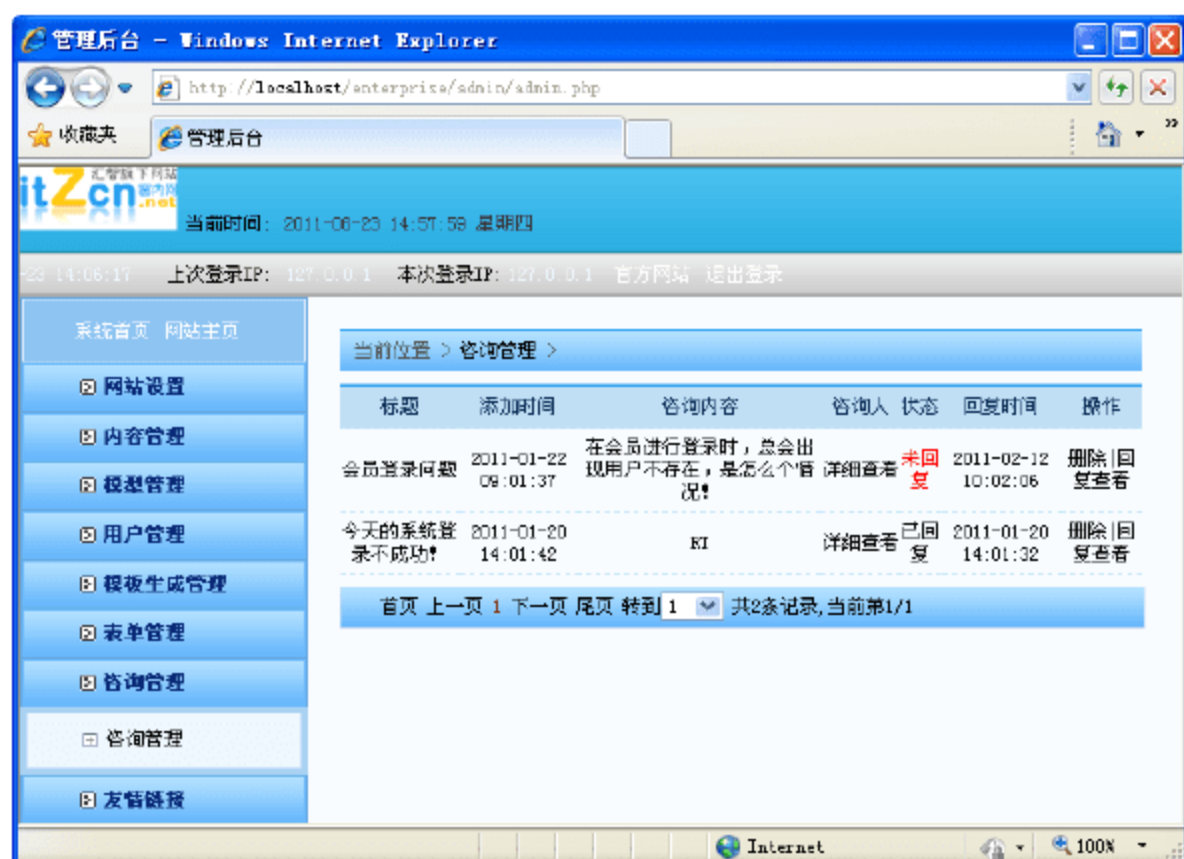 管理后台 - Windows Internet Explorer
http://localhost/enterprise/admin/admin.php
收藏夹 管理后台 »
汇智旗下网站
itZcn 窗内网
.net
当前时间: 2011-06-23 14:57:59 星期四
-23 14:06:17 上次登录IP: 127.0.0.1 本次登录IP: 127.0.0.1 官方网站 退出登录
系统首页 网站主页
网站设置
内容管理
模型管理
用户管理
模板生成管理
表单管理
咨询管理
咨询管理
友情链接
当前位置 > 咨询管理 >
标题 添加时间 咨询内容 咨询人 状态 回复时间 操作
会员登录问题 2011-01-22 09:01:37 在会员进行登录时，总会出现用户不存在，是怎么个情况! 详细查看 未回复 2011-02-12 10:02:06 删除|回复查看
今天的系统登录不成功! 2011-01-20 14:01:42 详细查看 已回复 2011-01-20 14:01:32 删除|回复查看
首页 上一页 1 下一页 尾页 转到 1 共2条记录,当前第1/1
Internet 100%